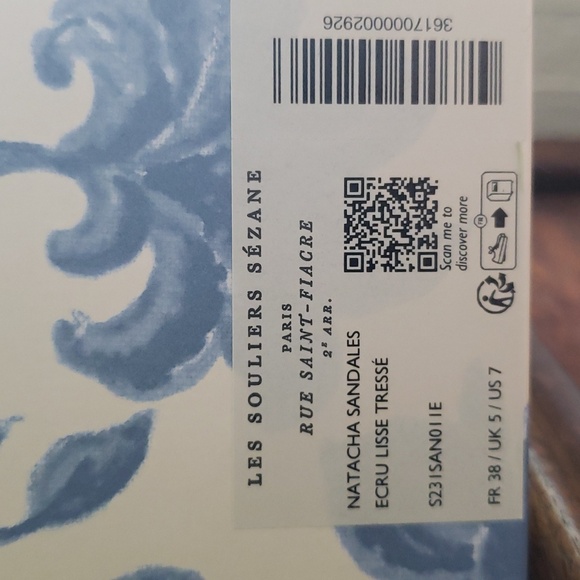 LES SOULIERS SÉZANE
PARIS
RUE SAINT-FIACRE
2E ARR.
NATACHA SANDALES
ECRU LISSE TRESSÉ
S231SAN011E
FR 38 / UK 5 / US 7
Scan me to
discover more
FR
3617000002926